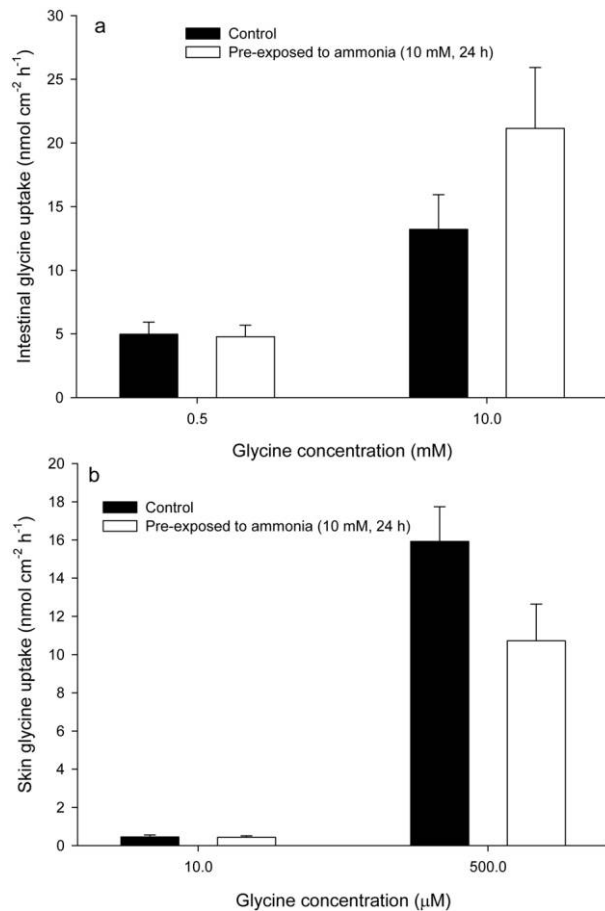 a
Control
Pre-exposed to ammonia (10 mM, 24 h)
Intestinal glycine uptake (nmol cm⁻² h⁻¹)
30
25
20
15
10
5
0
0.5 10.0
Glycine concentration (mM)
b
Control
Pre-exposed to ammonia (10 mM, 24 h)
Skin glycine uptake (nmol cm⁻² h⁻¹)
20
18
16
14
12
10
8
6
4
2
0
10.0 500.0
Glycine concentration (μM)